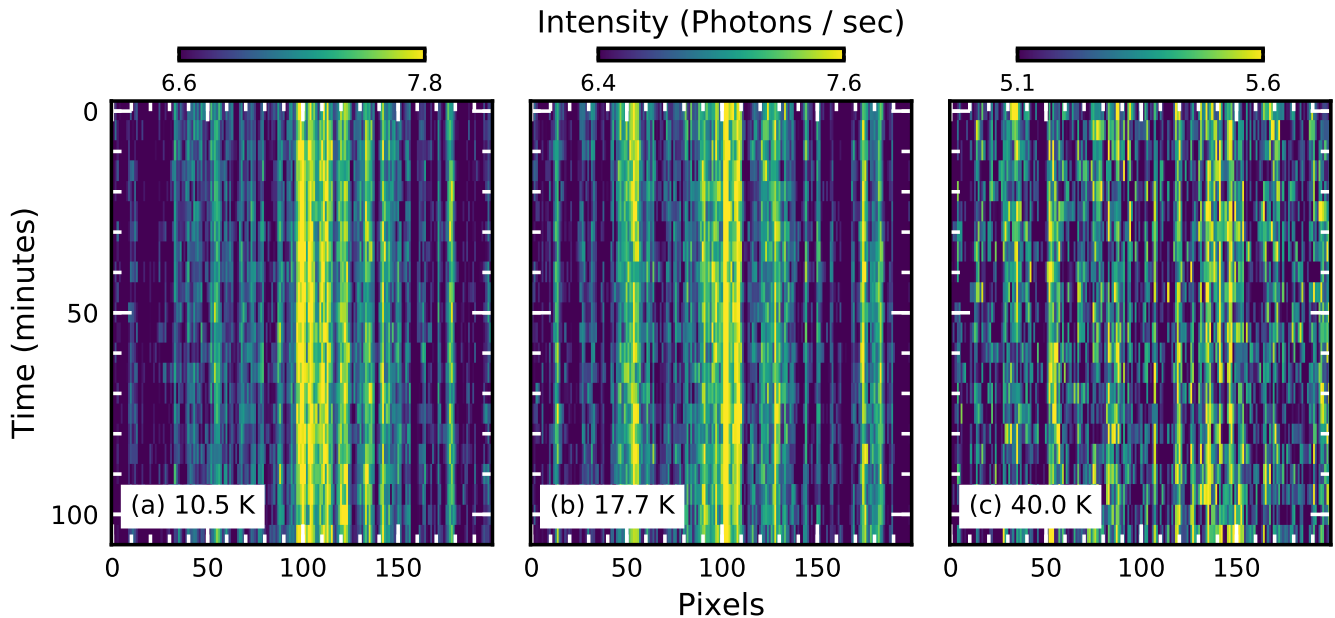 Intensity (Photons / sec)
6.6 7.8 6.4 7.6 5.1 5.6
0
50
100
Time (minutes)
(a) 10.5 K (b) 17.7 K (c) 40.0 K
0 50 100 150 0 50 100 150 0 50 100 150
Pixels